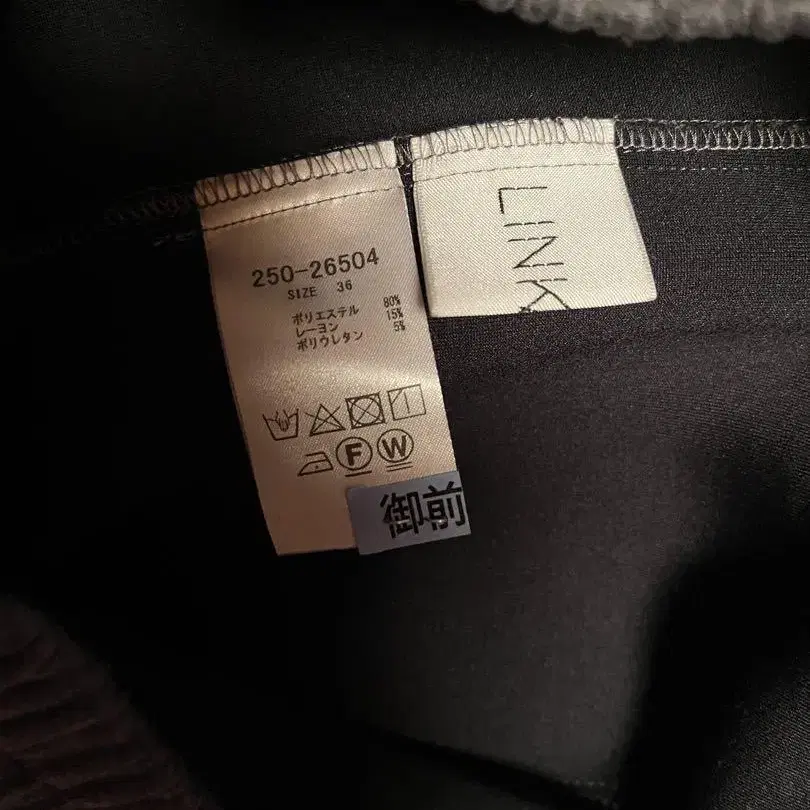 250-26504
SIZE 36
ポリエステル 80%
レーヨン 15%
ポリウレタン 5%
F W
御前
LINK